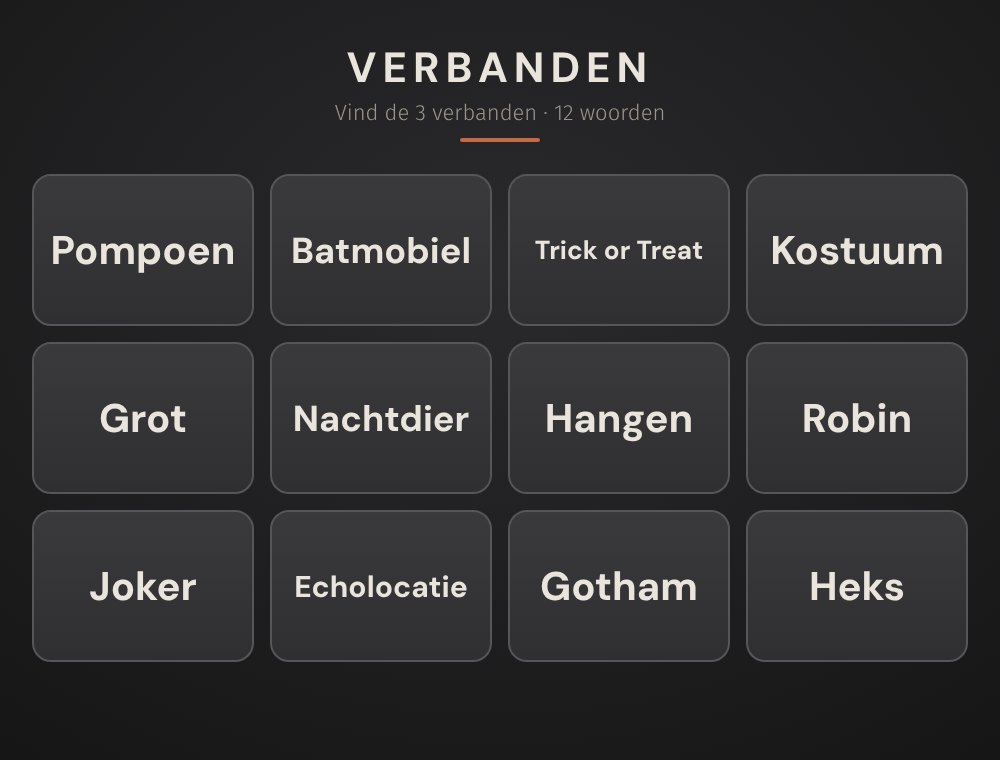 VERBANDEN
Vind de 3 verbanden · 12 woorden
Pompoen
Batmobiel
Trick or Treat
Kostuum
Grot
Nachtdier
Hangen
Robin
Joker
Echolocatie
Gotham
Heks